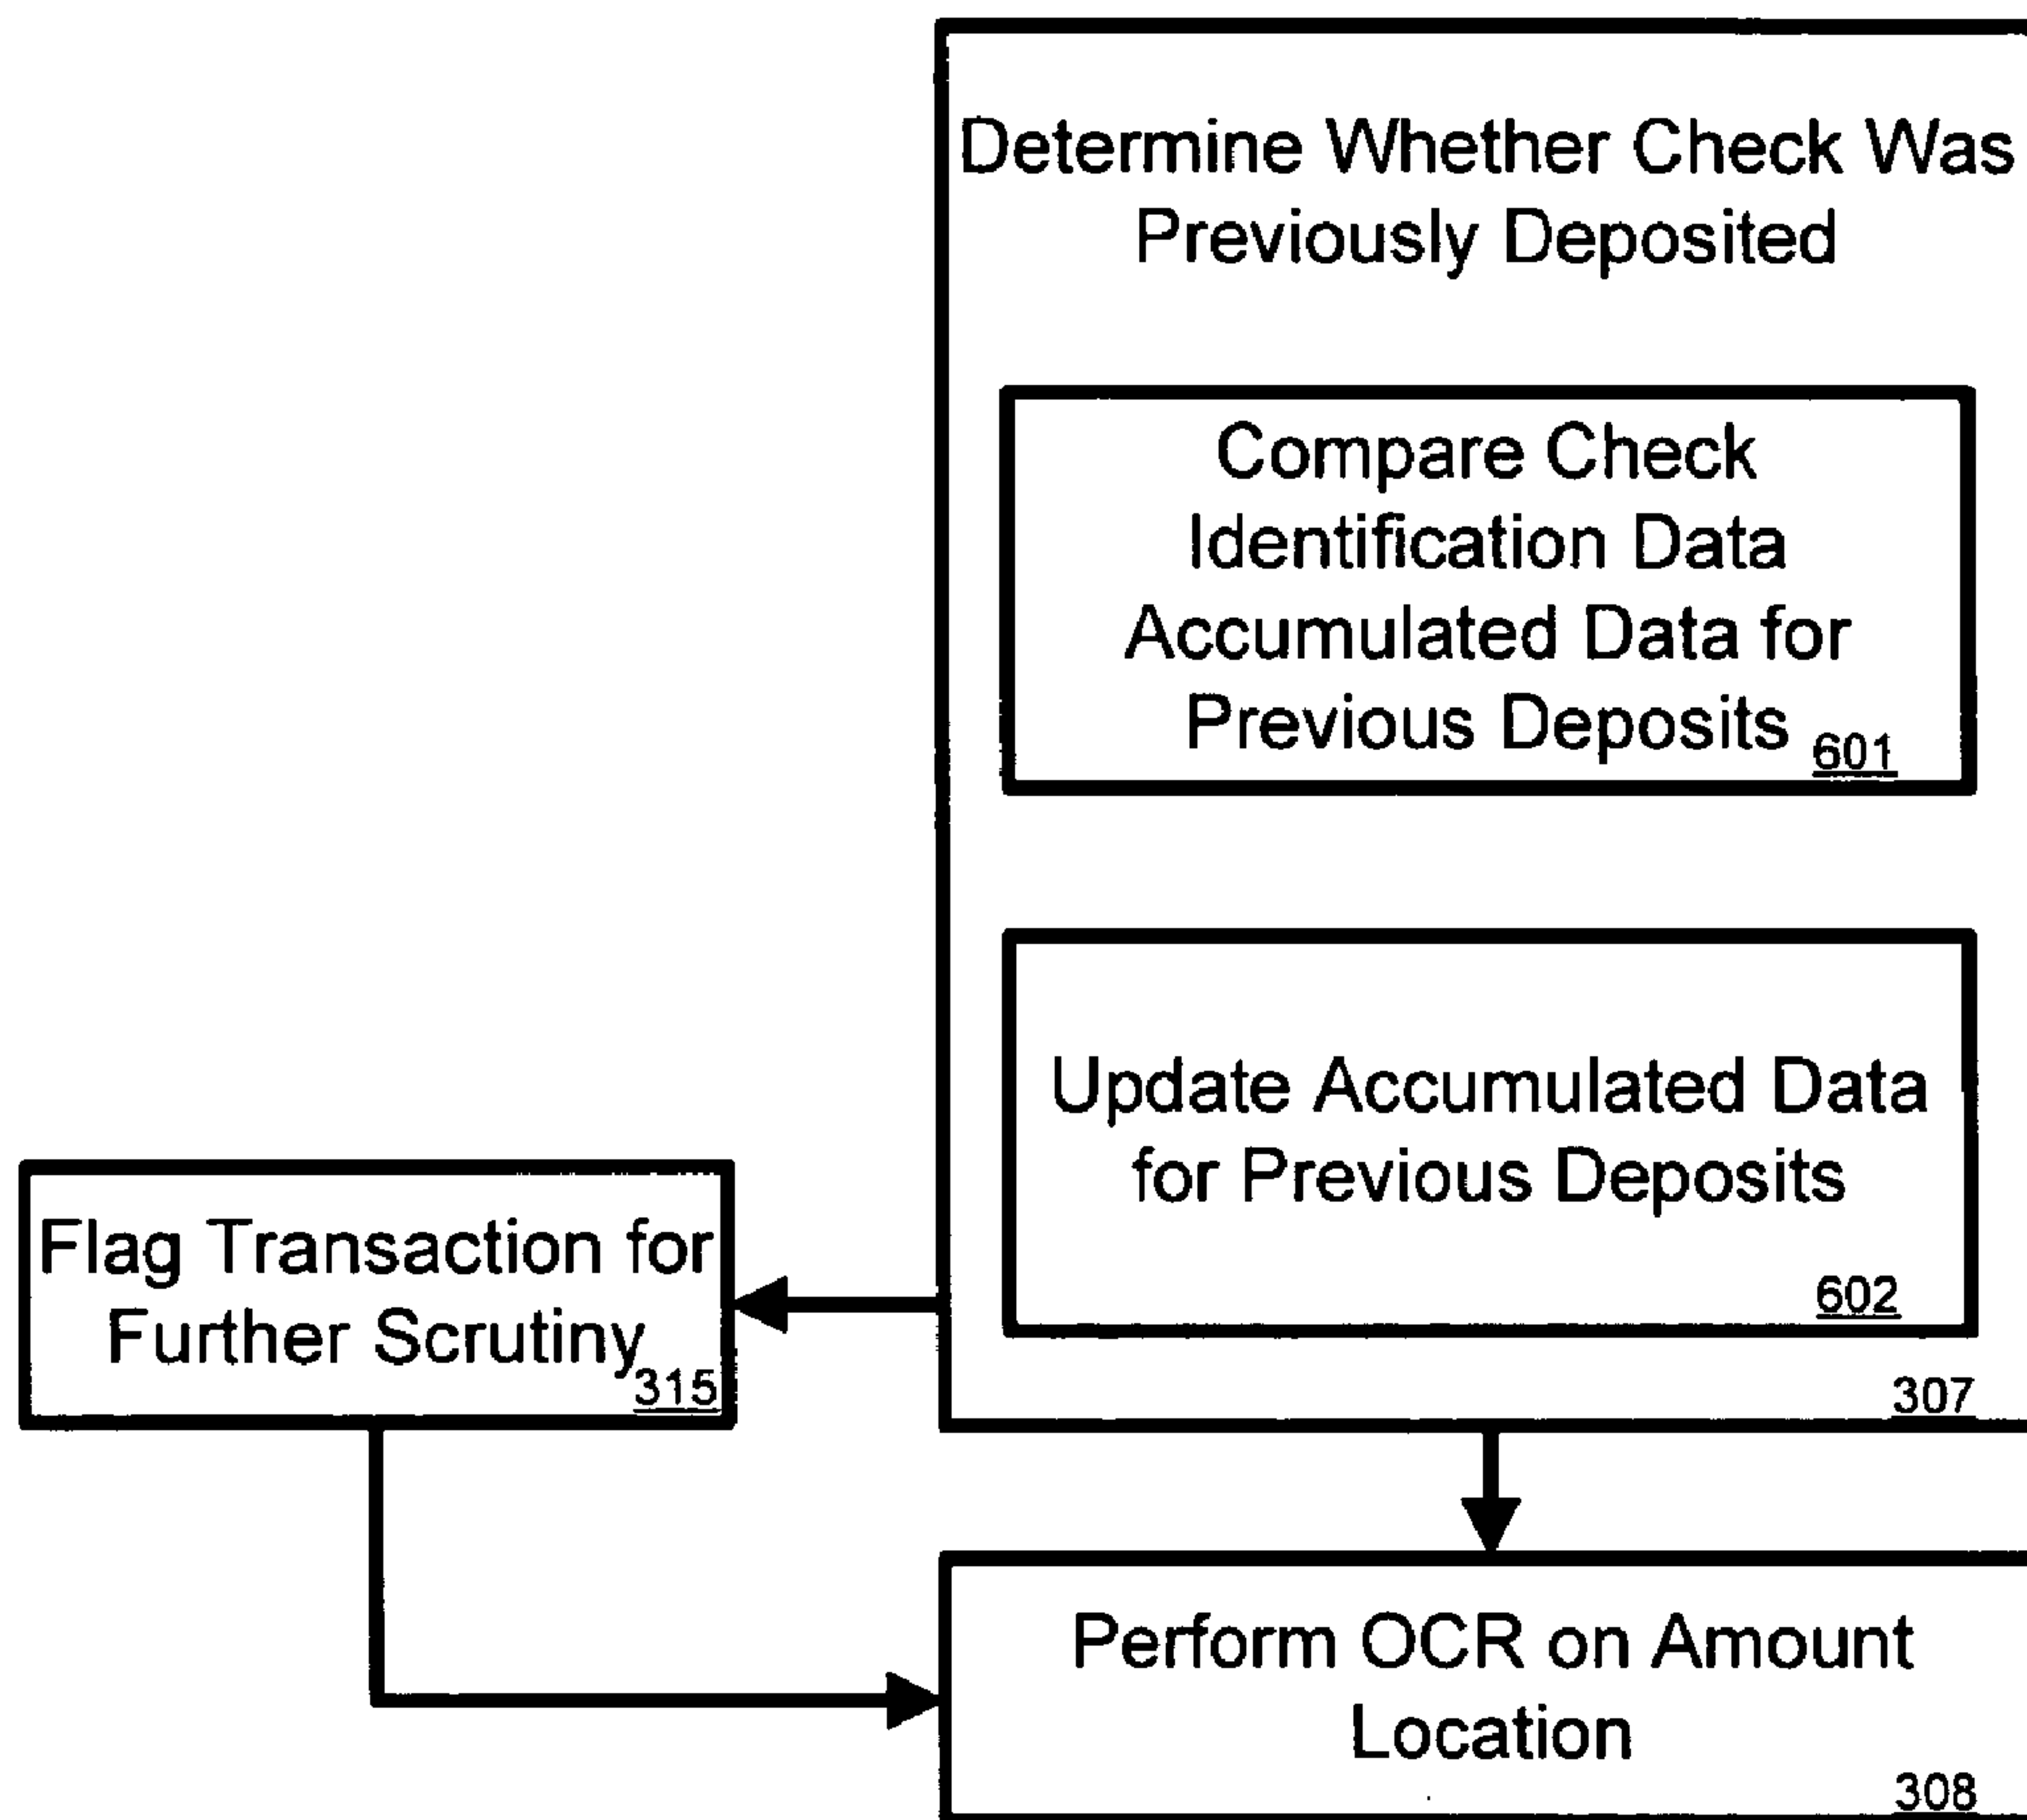 Determine Whether Check Was
Previously Deposited
Compare Check
Identification Data
Accumulated Data for
Previous Deposits 601
Update Accumulated Data
for Previous Deposits
602
307
Flag Transaction for
Further Scrutiny
315
Perform OCR on Amount
Location
308